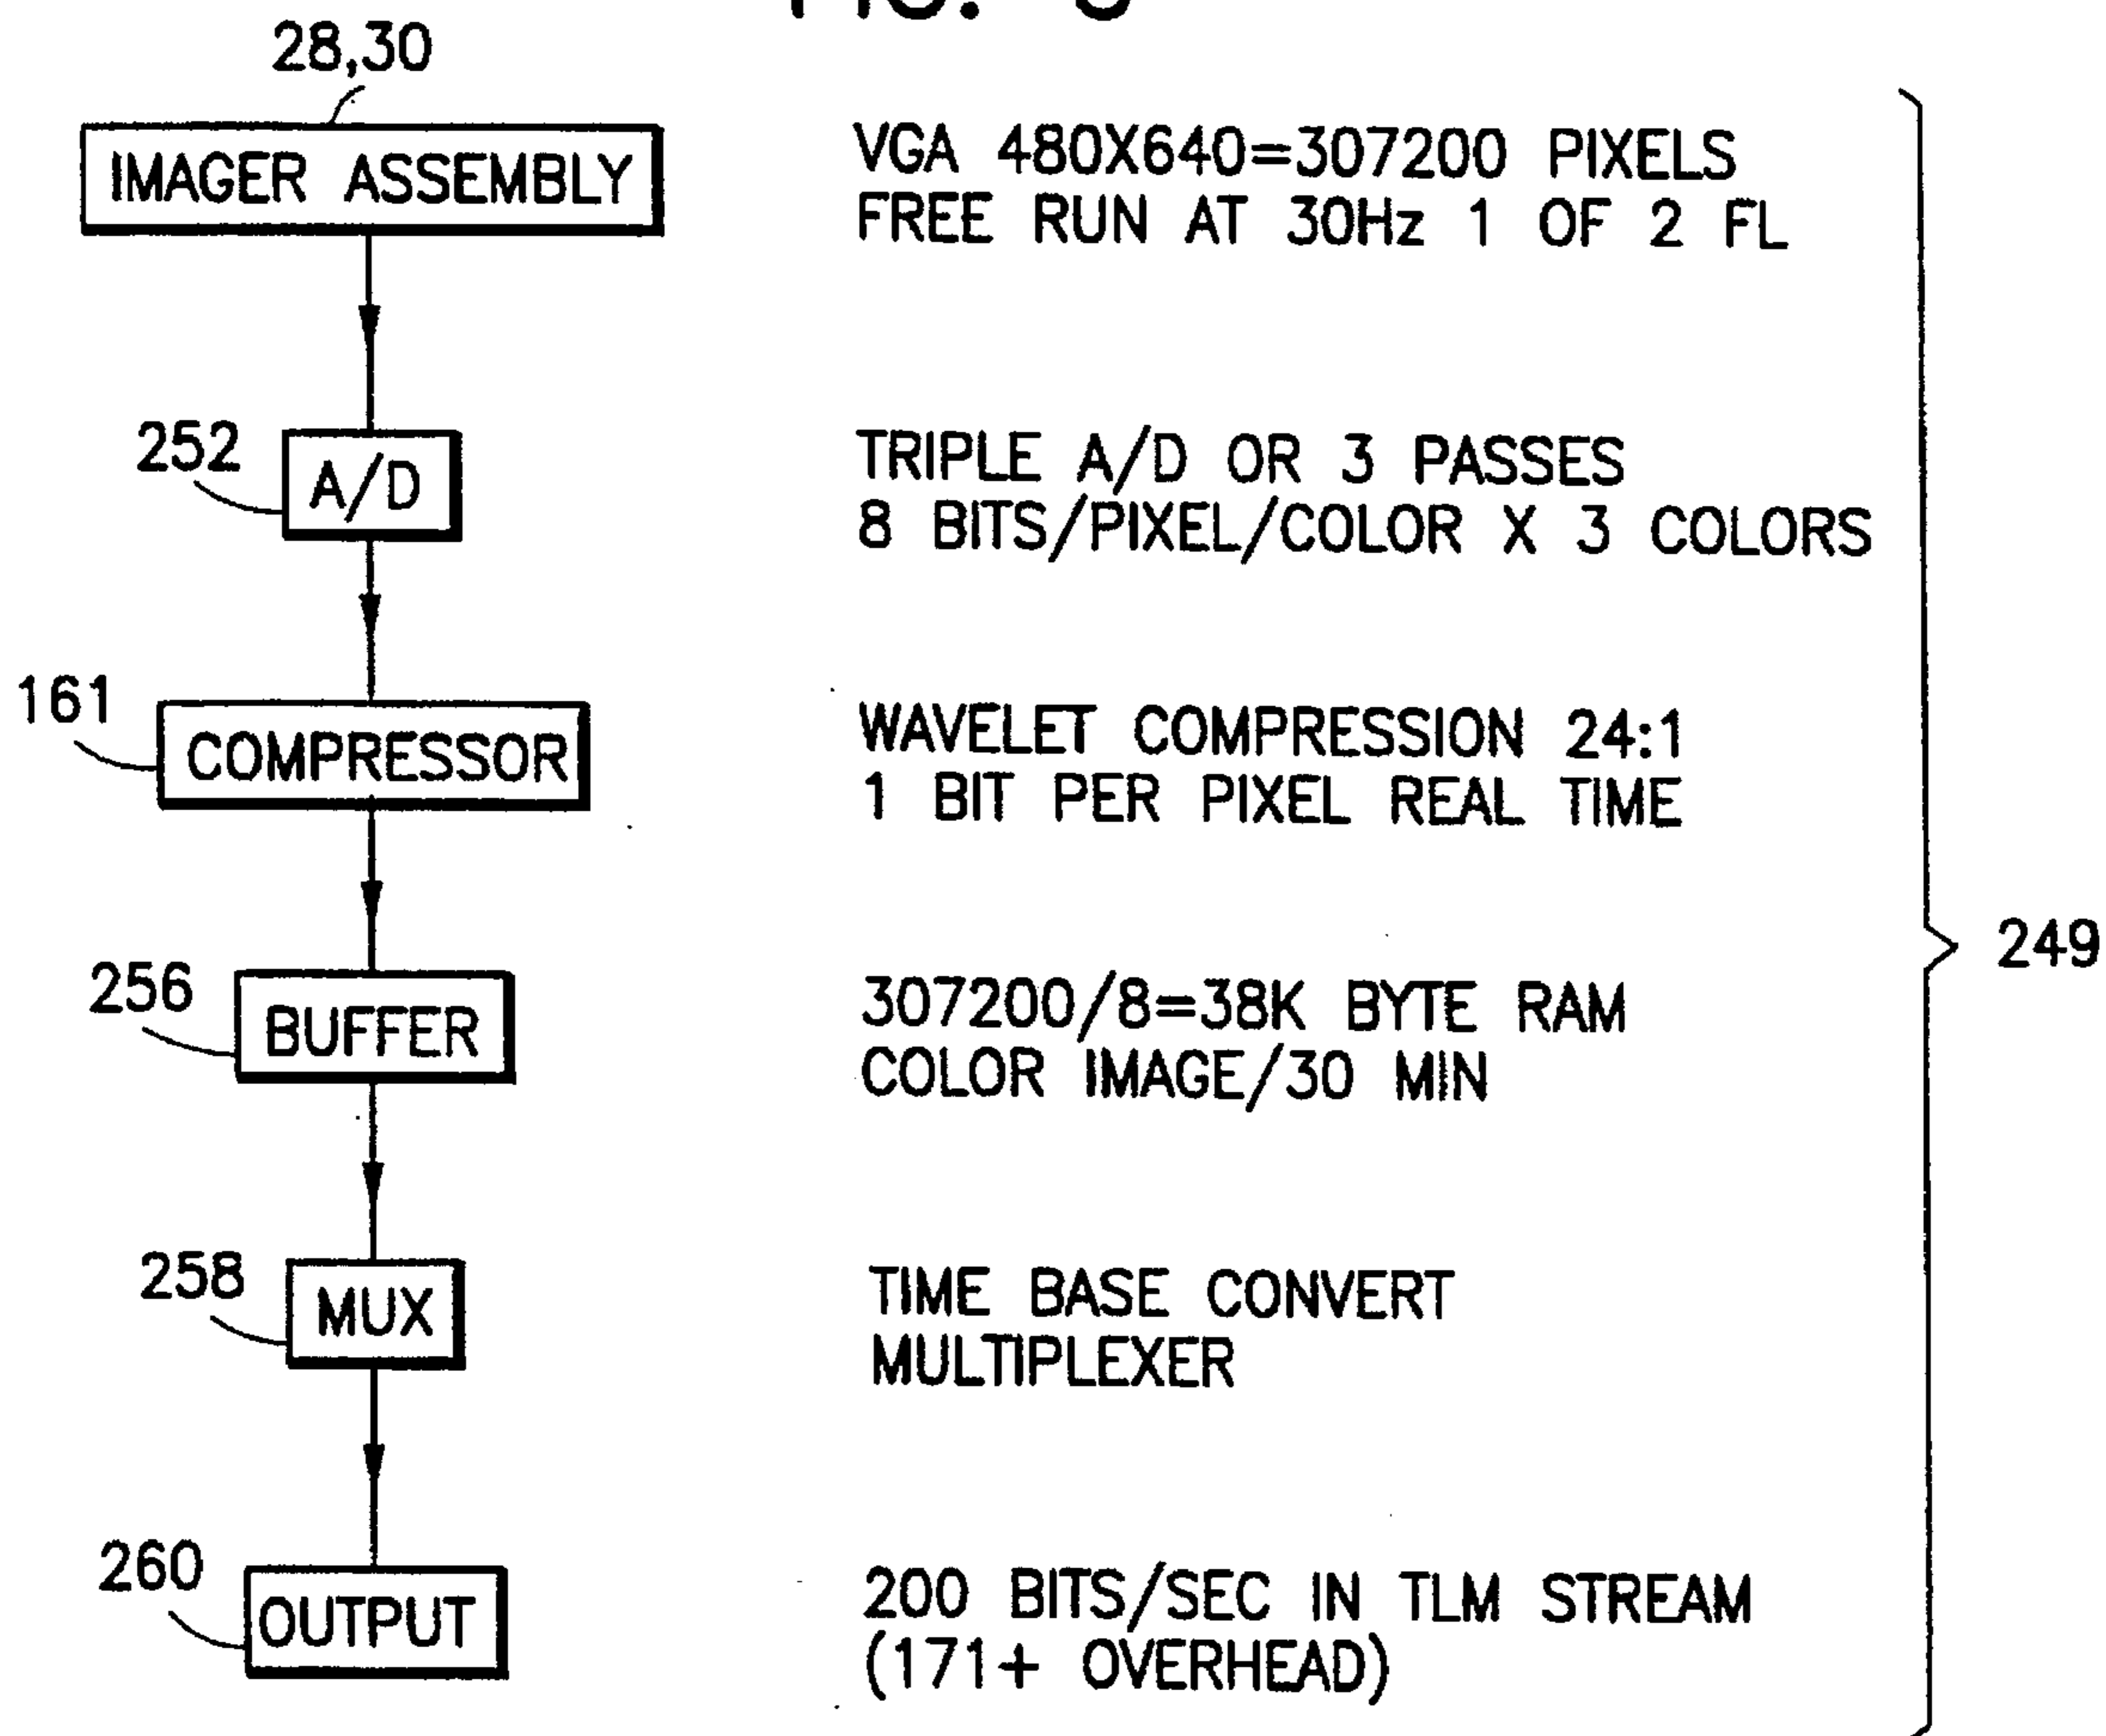 28,30
IMAGER ASSEMBLY
VGA 480X640=307200 PIXELS
FREE RUN AT 30Hz 1 OF 2 FL
252
A/D
TRIPLE A/D OR 3 PASSES
8 BITS/PIXEL/COLOR X 3 COLORS
161
COMPRESSOR
WAVELET COMPRESSION 24:1
1 BIT PER PIXEL REAL TIME
249
256
BUFFER
307200/8=38K BYTE RAM
COLOR IMAGE/30 MIN
258
MUX
TIME BASE CONVERT
MULTIPLEXER
260
OUTPUT
200 BITS/SEC IN TLM STREAM
(171+ OVERHEAD)